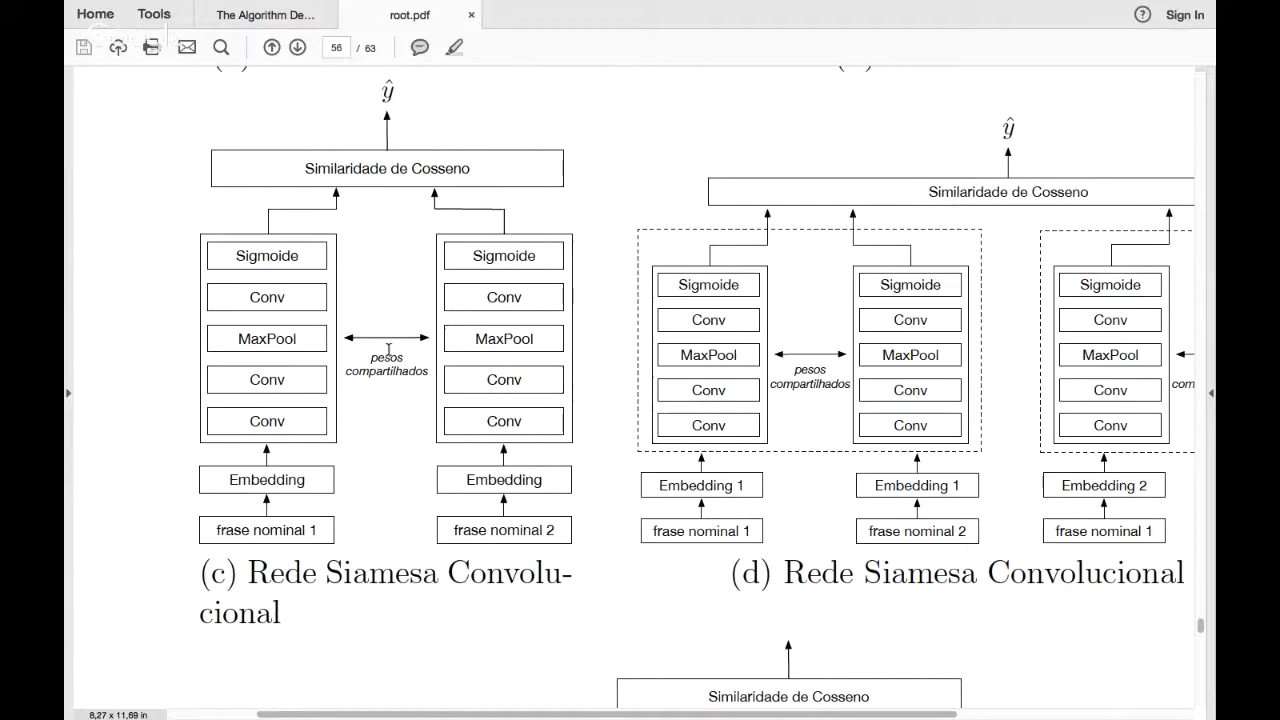 Home Tools The Algorithm De... root.pdf × ? Sign In
56 / 63
ŷ
Similaridade de Cosseno
Sigmoide Sigmoide
Conv Conv
MaxPool MaxPool
pesos
compartilhados
Conv Conv
Conv Conv
Embedding Embedding
frase nominal 1 frase nominal 2
(c) Rede Siamesa Convolu-
cional
ŷ
Similaridade de Cosseno
Sigmoide Sigmoide Sigmoide
Conv Conv Conv
MaxPool MaxPool MaxPool
pesos
compartilhados com
Conv Conv Conv
Conv Conv Conv
Embedding 1 Embedding 1 Embedding 2
frase nominal 1 frase nominal 2 frase nominal 1
(d) Rede Siamesa Convolucional
Similaridade de Cosseno
8,27 x 11,69 in